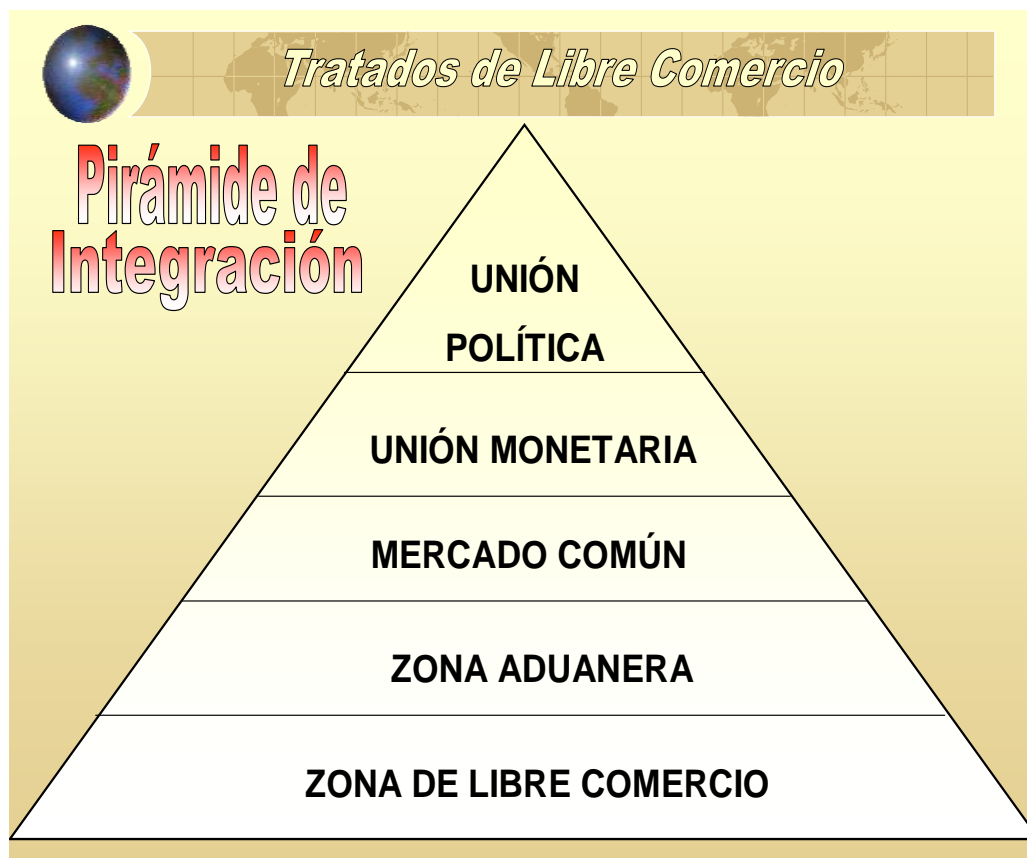 Tratados de Libre Comercio
Pirámide de
Integración
UNIÓN
POLÍTICA
UNIÓN MONETARIA
MERCADO COMÚN
ZONA ADUANERA
ZONA DE LIBRE COMERCIO